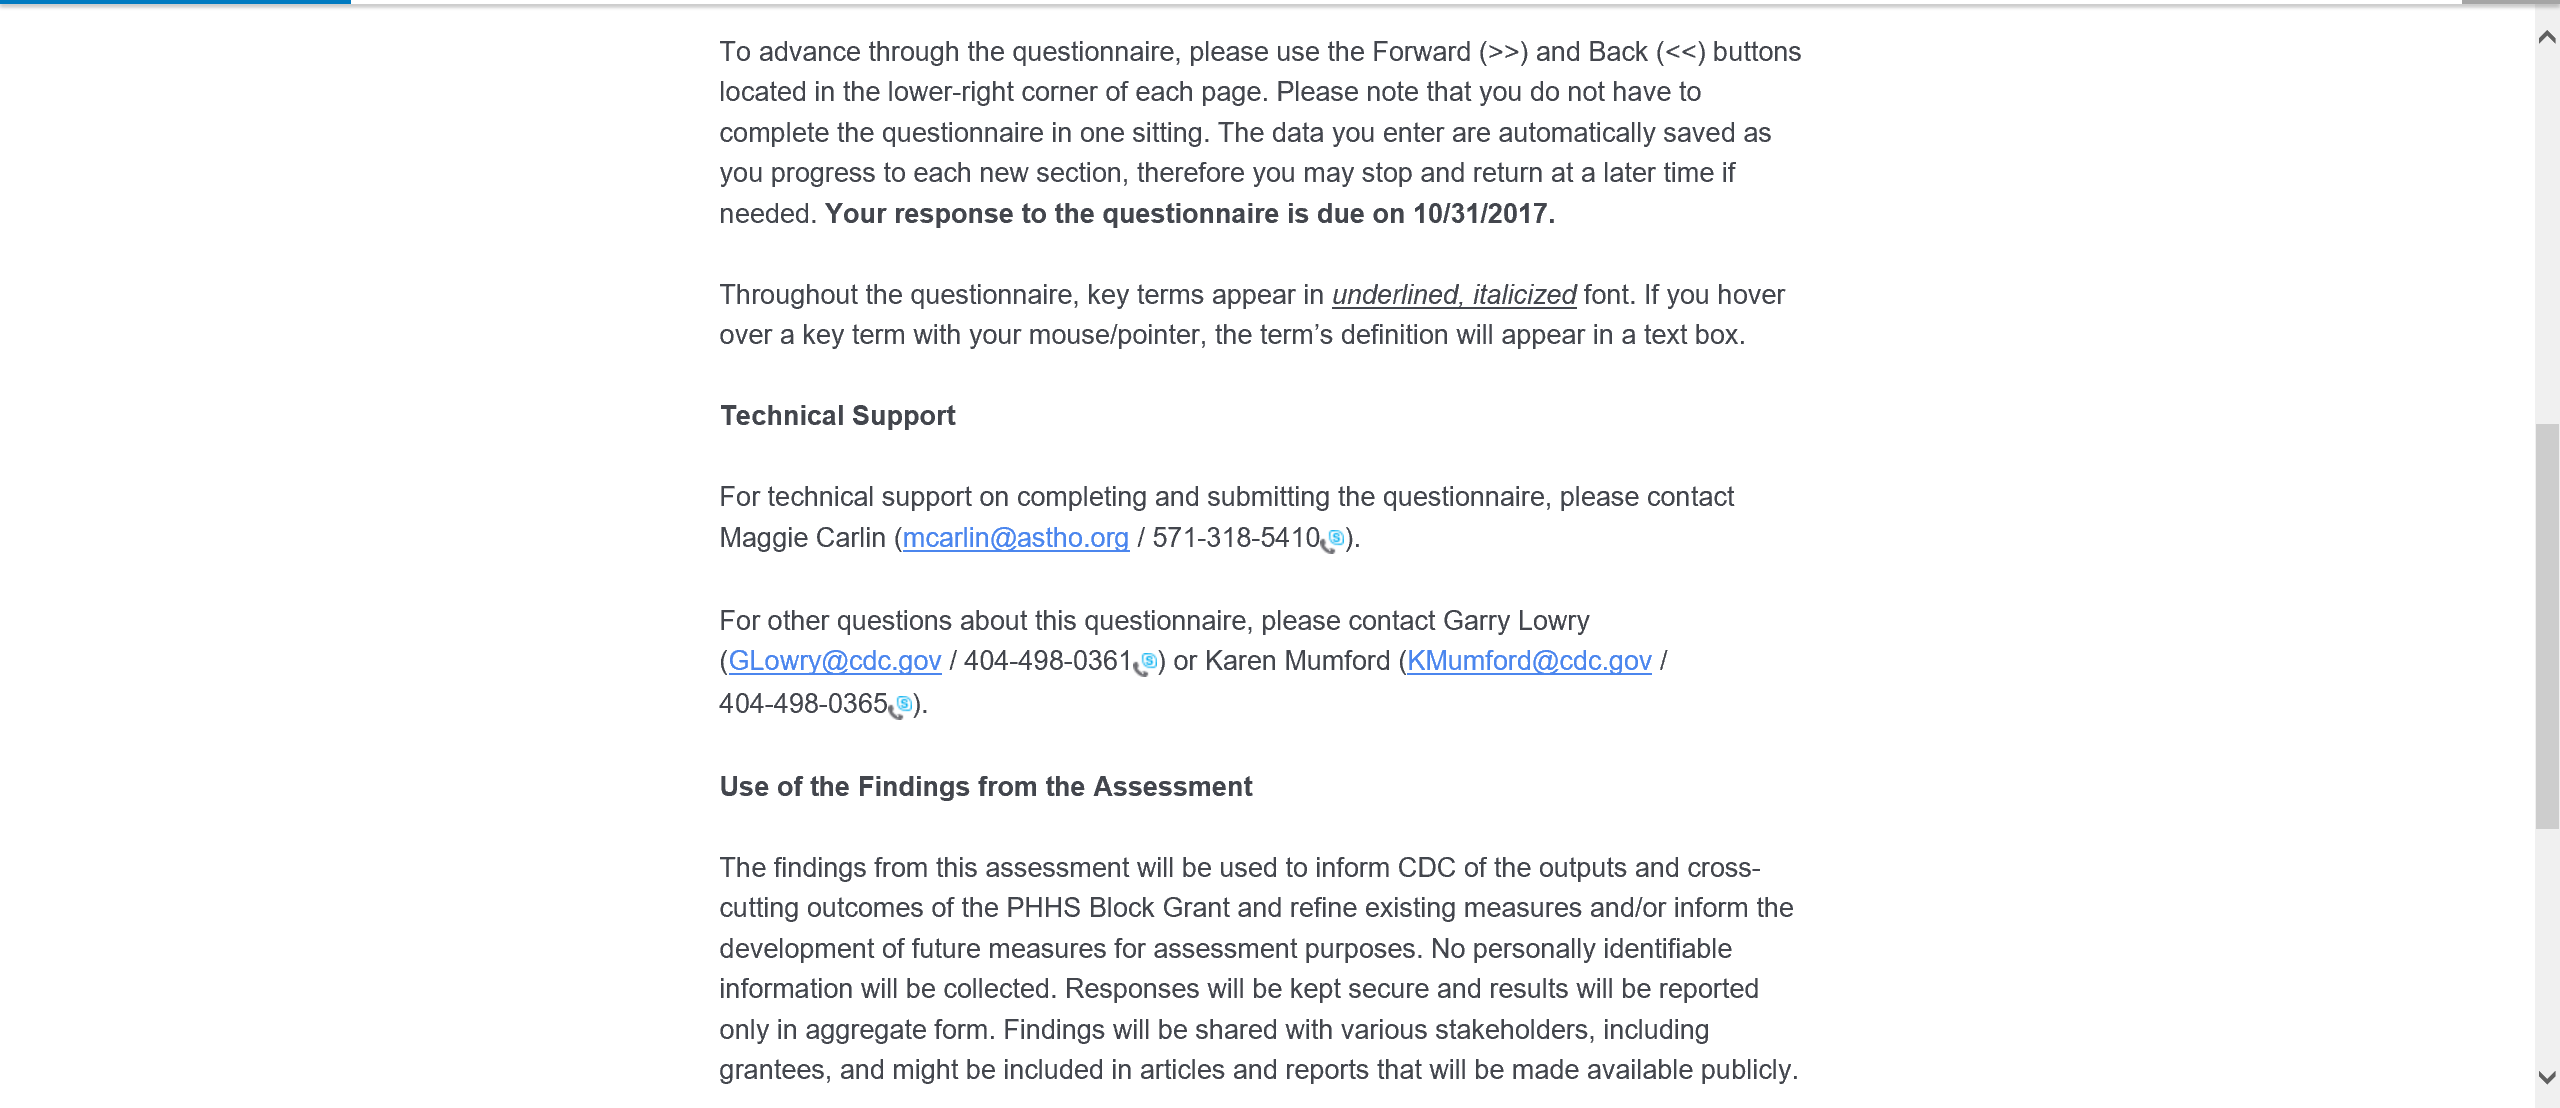 To advance through the questionnaire, please use the Forward (>>) and Back (<<) buttons
located in the lower-right corner of each page. Please note that you do not have to
complete the questionnaire in one sitting. The data you enter are automatically saved as
you progress to each new section, therefore you may stop and return at a later time if
needed. Your response to the questionnaire is due on 10/31/2017.
Throughout the questionnaire, key terms appear in underlined, italicized font. If you hover
over a key term with your mouse/pointer, the term’s definition will appear in a text box.
Technical Support
For technical support on completing and submitting the questionnaire, please contact
Maggie Carlin (mcarlin@astho.org / 571-318-5410).
For other questions about this questionnaire, please contact Garry Lowry
(GLowry@cdc.gov / 404-498-0361) or Karen Mumford (KMumford@cdc.gov /
404-498-0365).
Use of the Findings from the Assessment
The findings from this assessment will be used to inform CDC of the outputs and cross-
cutting outcomes of the PHHS Block Grant and refine existing measures and/or inform the
development of future measures for assessment purposes. No personally identifiable
information will be collected. Responses will be kept secure and results will be reported
only in aggregate form. Findings will be shared with various stakeholders, including
grantees, and might be included in articles and reports that will be made available publicly.